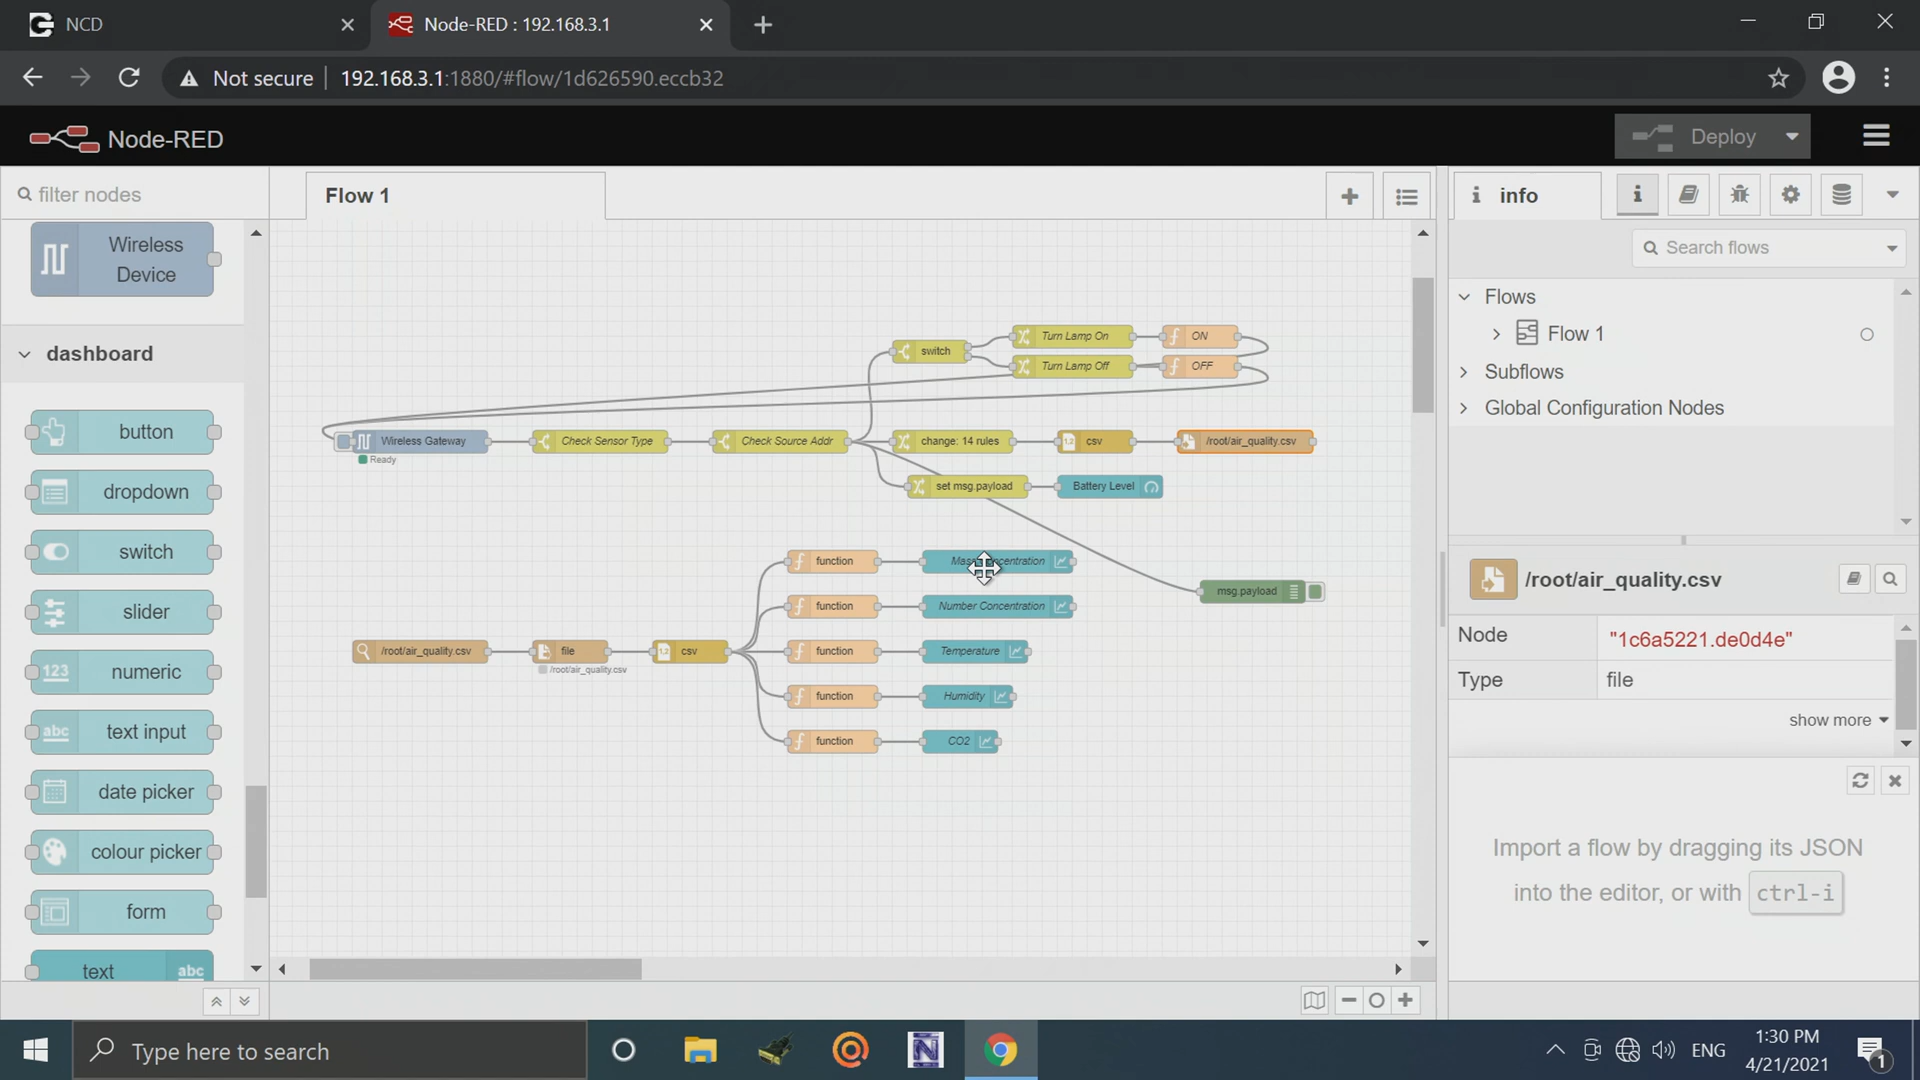 NCD
Node-RED : 192.168.3.1
Not secure
192.168.3.1:1880/#flow/1d626590.eccb32
Node-RED
Deploy
filter nodes
Flow 1
info
Wireless
Device
Search flows
Flows
Flow 1
Subflows
Global Configuration Nodes
dashboard
button
dropdown
switch
slider
numeric
text input
date picker
colour picker
form
text
abc
123
abc
switch
Turn Lamp On
ON
Turn Lamp Off
OFF
Wireless Gateway
Ready
Check Sensor Type
Check Source Addr
change: 14 rules
csv
/root/air_quality.csv
set msg.payload
Battery Level
function
function
Number Concentration
msg.payload
/root/air_quality.csv
file
/root/air_quality.csv
csv
function
Temperature
function
Humidity
function
CO2
/root/air_quality.csv
Node
"1c6a5221.de0d4e"
Type
file
show more
Import a flow by dragging its JSON
into the editor, or with ctrl-i
Type here to search
ENG
1:30 PM
4/21/2021
1